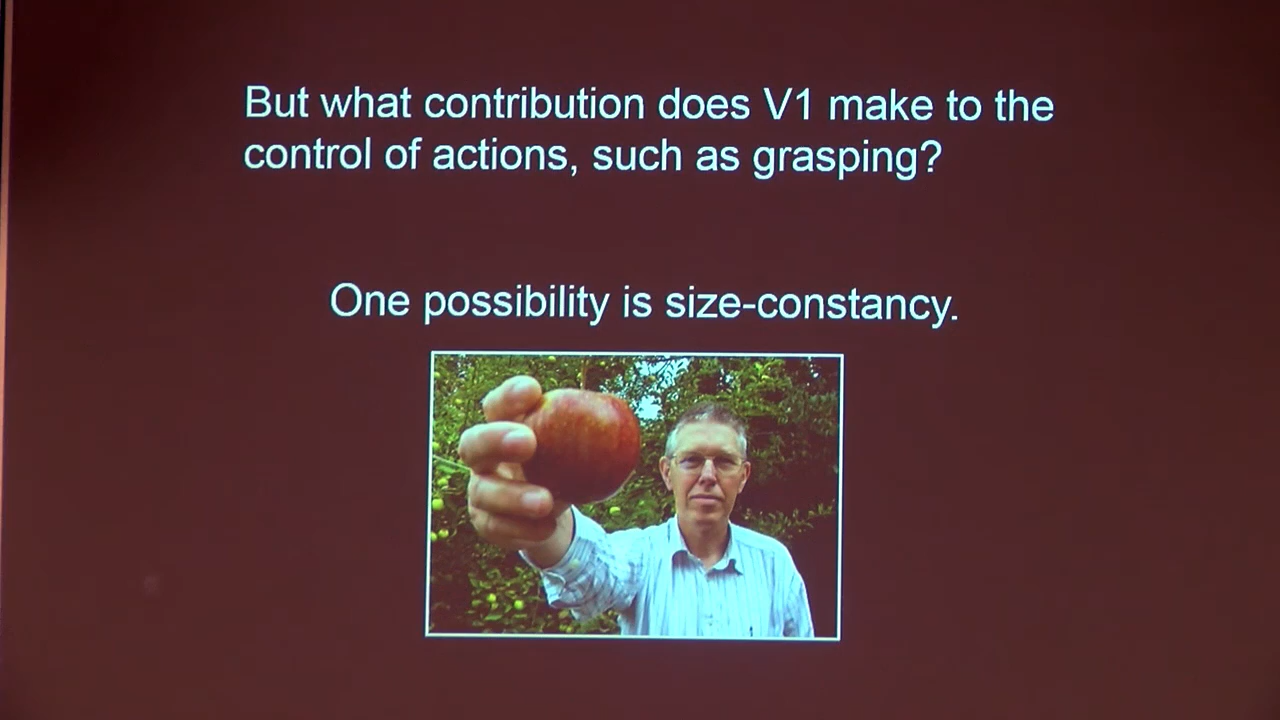 But what contribution does V1 make to the
control of actions, such as grasping?
One possibility is size-constancy.